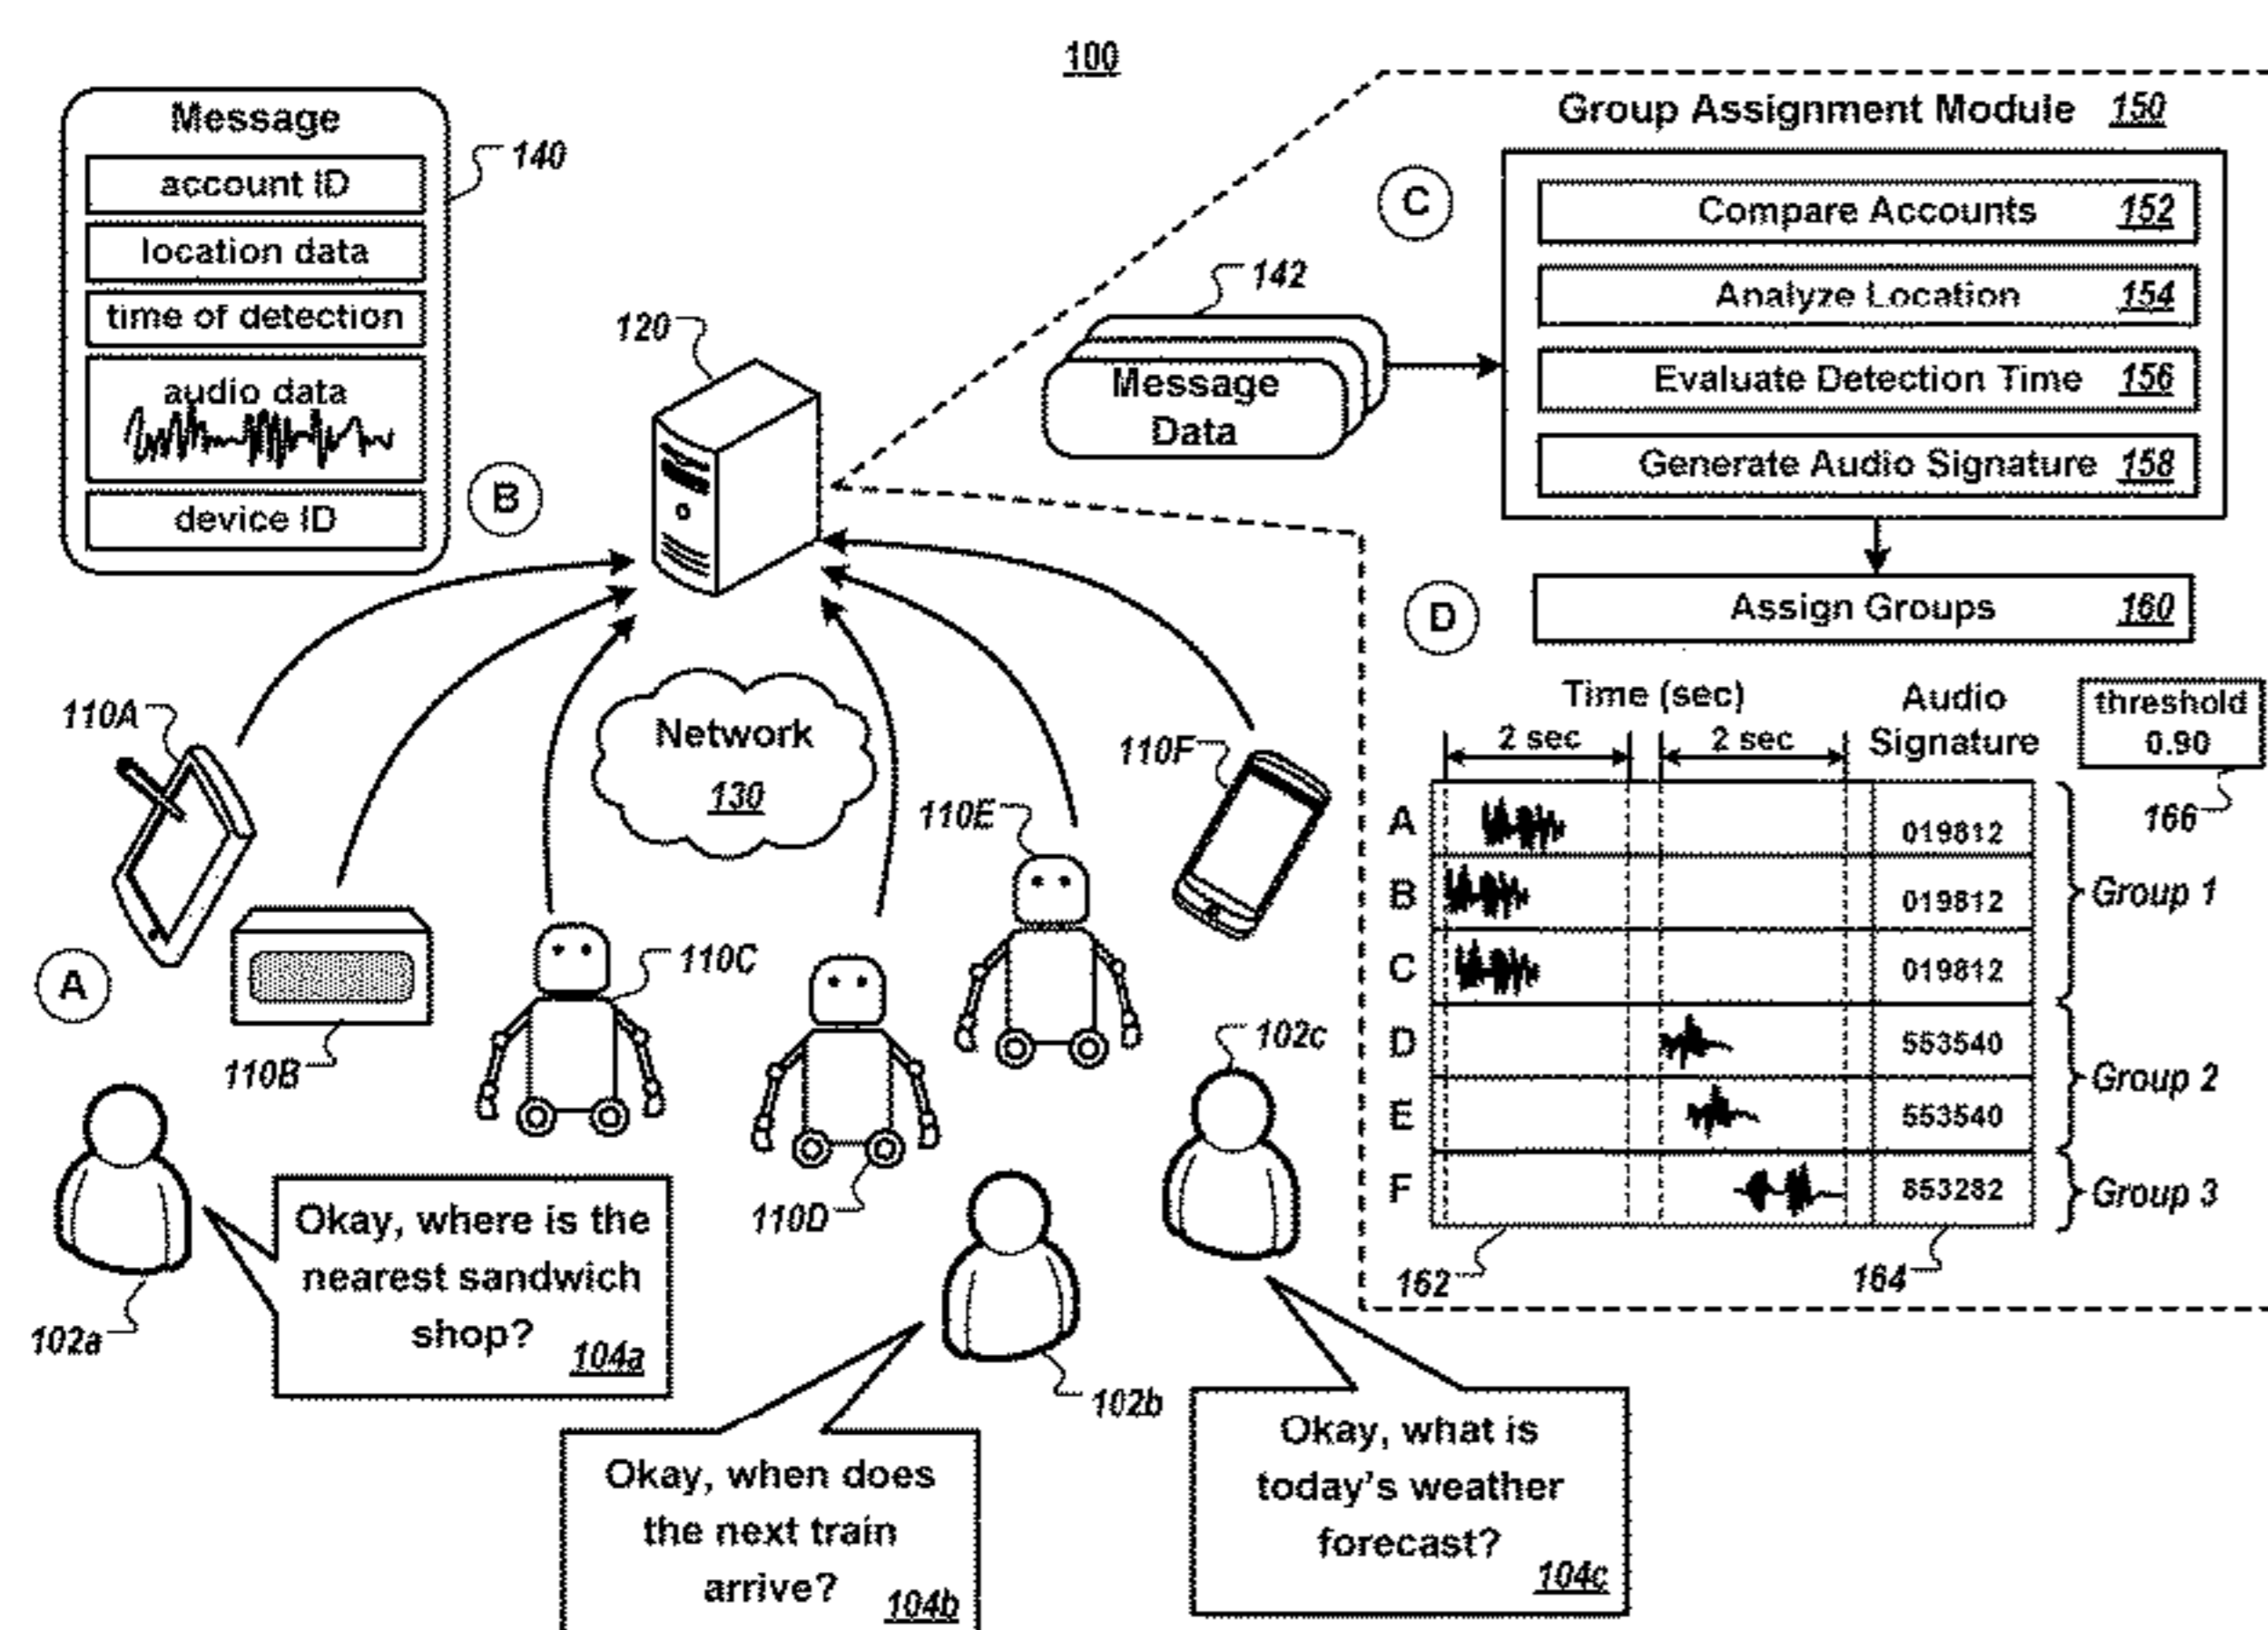 100
Message
140
account ID
location data
time of detection
audio data
device ID
B
120
Group Assignment Module 150
C
Compare Accounts 152
Analyze Location 154
Evaluate Detection Time 156
Generate Audio Signature 158
142
Message
Data
D
Assign Groups 160
110A
Network
130
110F
110E
A
110B
110C
110D
102a
Okay, where is the
nearest sandwich
shop? 104a
102b
Okay, when does
the next train
arrive? 104b
102c
Okay, what is
today's weather
forecast?
104c
Time (sec)
2 sec 2 sec
Audio
Signature
threshold
0.90
166
A 019812
B 019812
C 019812
Group 1
D 553540
E 553540
Group 2
F 853282
Group 3
162
164